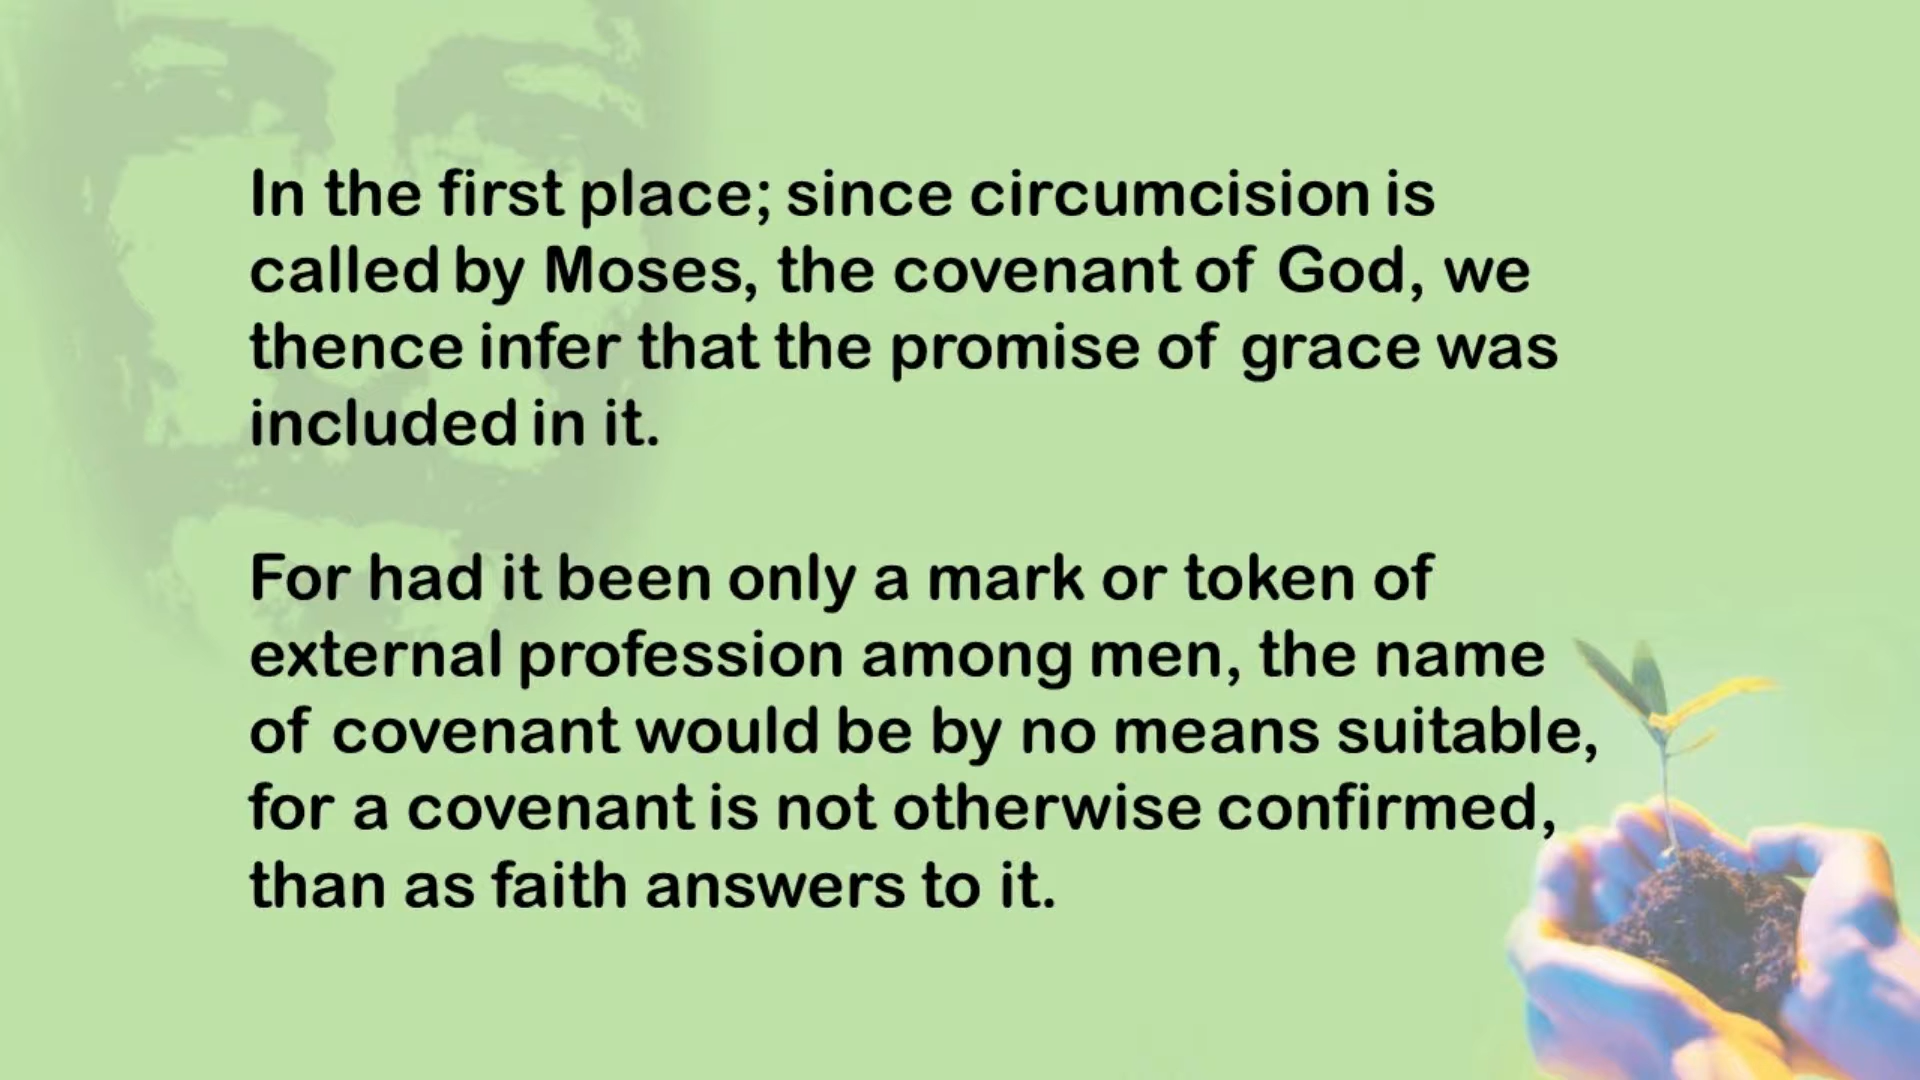 In the first place; since circumcision is
called by Moses, the covenant of God, we
thence infer that the promise of grace was
included in it.
For had it been only a mark or token of
external profession among men, the name
of covenant would be by no means suitable,
for a covenant is not otherwise confirmed,
than as faith answers to it.